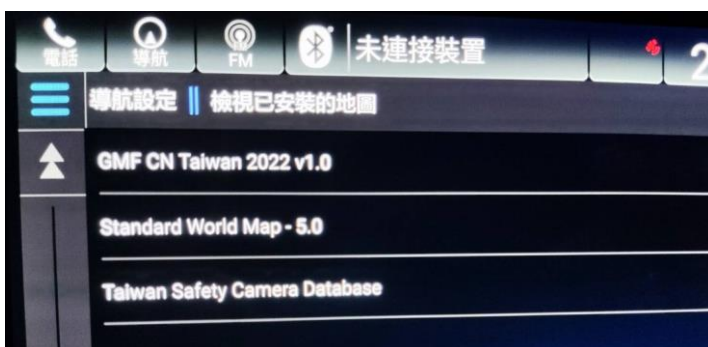 電話
導航
FM
未連接裝置
2
導航設定 || 檢視已安裝的地圖
GMF CN Taiwan 2022 v1.0
Standard World Map - 5.0
Taiwan Safety Camera Database